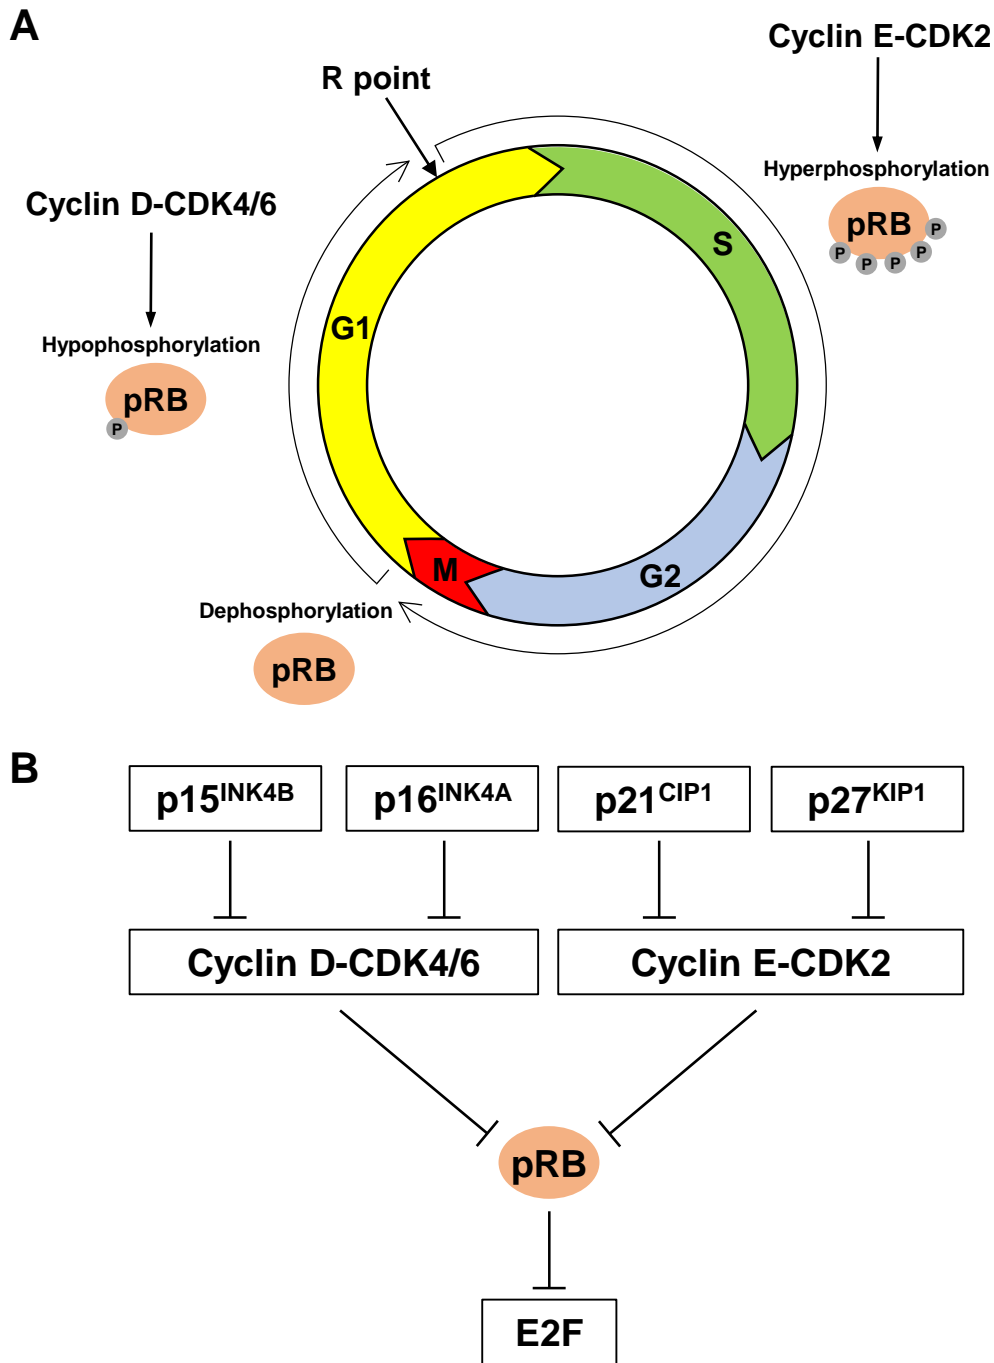 A
Cyclin E-CDK2
R point
Hyperphosphorylation
pRB
P
P
P
P
P
Cyclin D-CDK4/6
S
G1
Hypophosphorylation
pRB
P
M
G2
Dephosphorylation
pRB
B
p15INK4B
p16INK4A
p21CIP1
p27KIP1
Cyclin D-CDK4/6
Cyclin E-CDK2
pRB
E2F